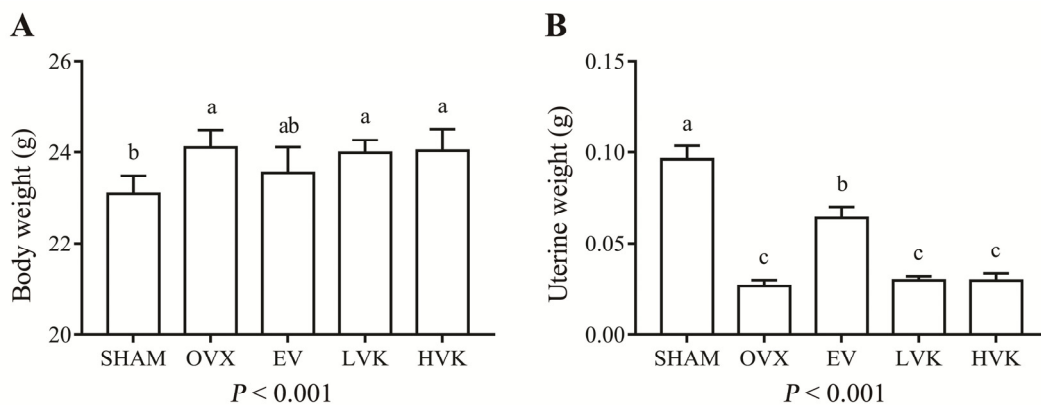 A
Body weight (g)
26
24
22
20
b
a
ab
a
a
SHAM OVX EV LVK HVK
P < 0.001
B
Uterine weight (g)
0.15
0.10
0.05
0.00
a
c
b
c
c
SHAM OVX EV LVK HVK
P < 0.001